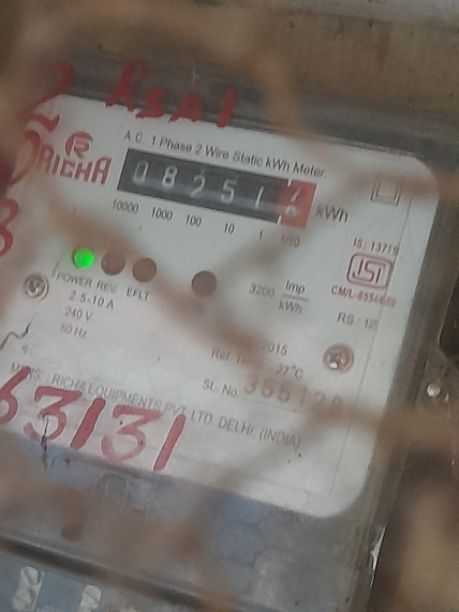 RSAI
RICHA
A.C. 1 Phase 2 Wire Static kWh Meter.
08251
kWh
10000 1000 100 10 1 1/10
IS: 13779
ISI
POWER REV. EFLT
2.5-10 A
240 V
50 Hz
3200 Imp
kWh
RS: 12
2015
27°C
SL. No.
RICHA EQUIPMENTS PVT. LTD. DELHI, (INDIA)
63131